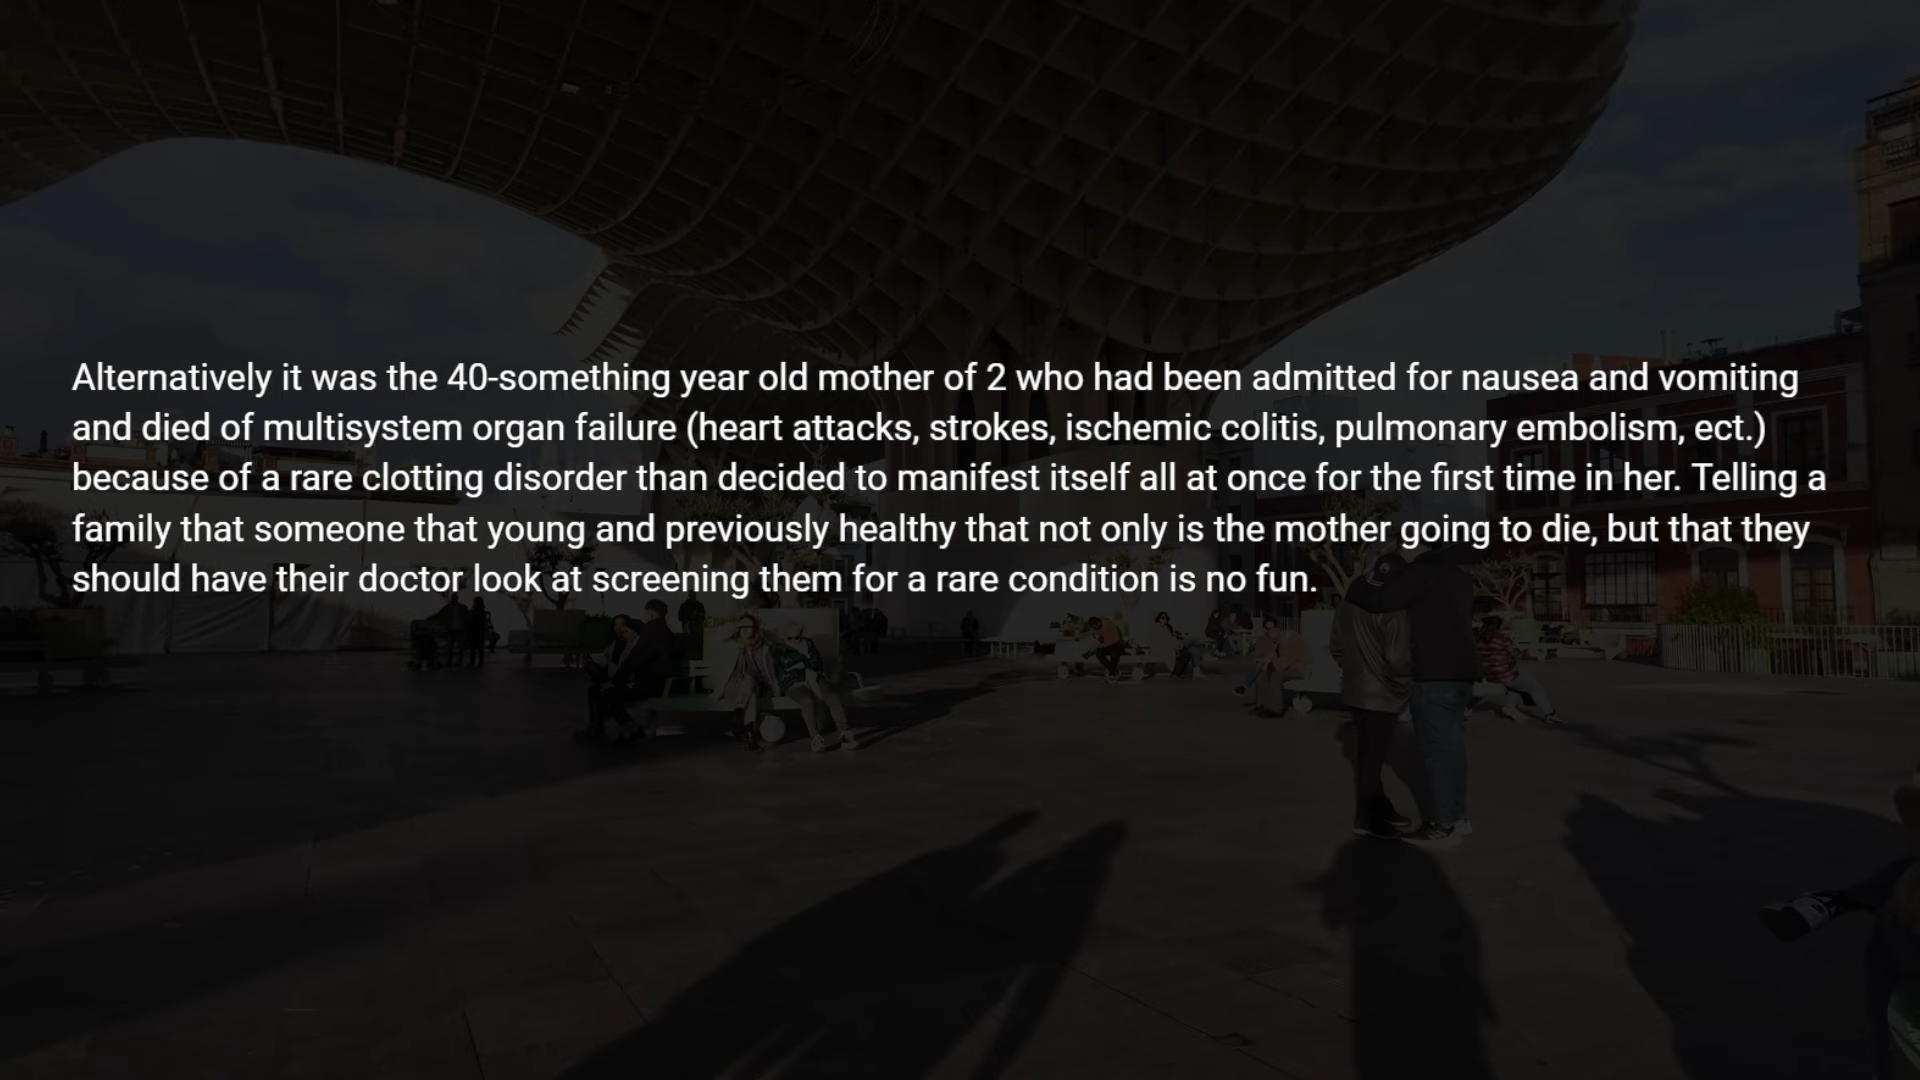 Alternatively it was the 40-something year old mother of 2 who had been admitted for nausea and vomiting
and died of multisystem organ failure (heart attacks, strokes, ischemic colitis, pulmonary embolism, ect.)
because of a rare clotting disorder than decided to manifest itself all at once for the first time in her. Telling a
family that someone that young and previously healthy that not only is the mother going to die, but that they
should have their doctor look at screening them for a rare condition is no fun.